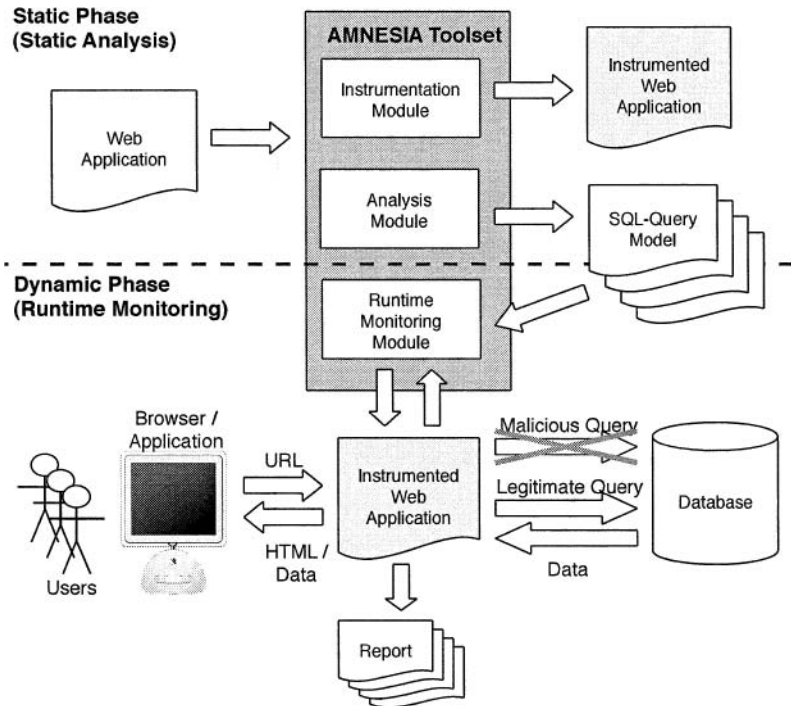 Static Phase
(Static Analysis)
AMNESIA Toolset
Web
Application
Instrumentation
Module
Instrumented
Web
Application
Analysis
Module
SQL-Query
Model
Dynamic Phase
(Runtime Monitoring)
Runtime
Monitoring
Module
Browser /
Application
URL
HTML /
Data
Users
Instrumented
Web
Application
Malicious Query
Legitimate Query
Data
Database
Report